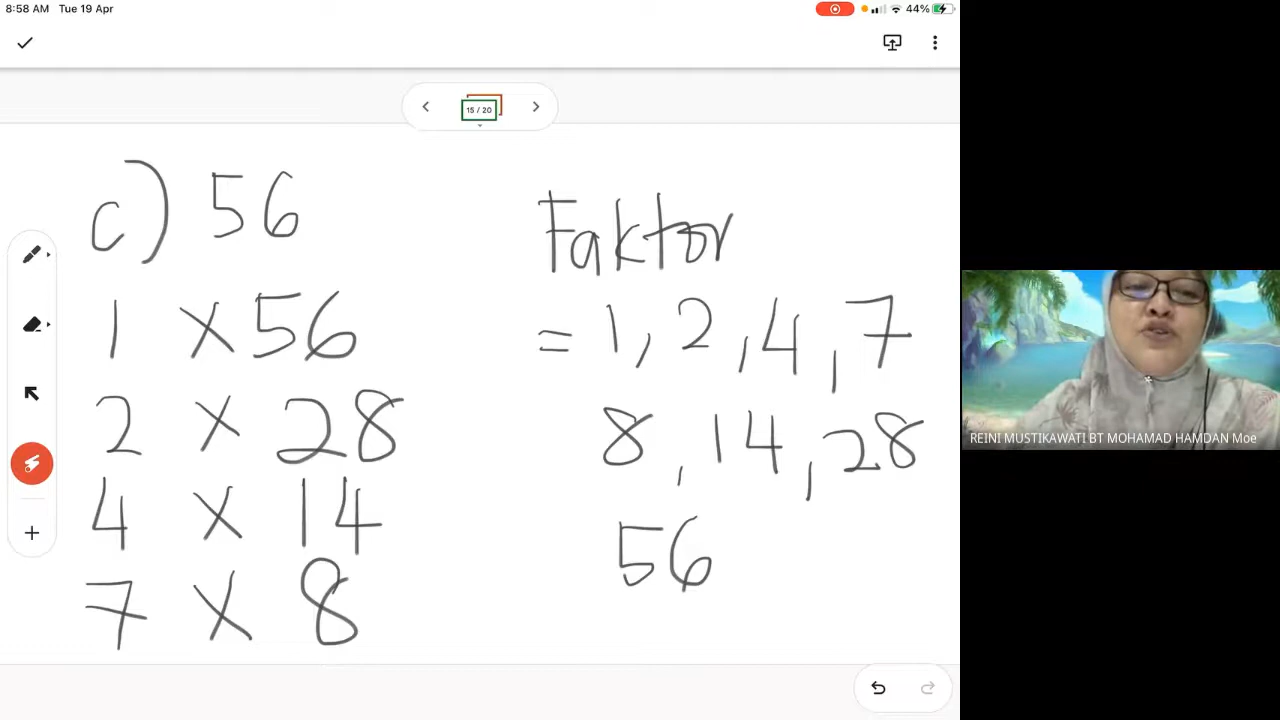 8:58 AM Tue 19 Apr
44%
15 / 20
c) 56
1 × 56
2 × 28
4 × 14
7 × 8
Faktor
= 1, 2, 4, 7
8, 14, 28
56
REINI MUSTIKAWATI BT MOHAMAD HAMDAN Moe